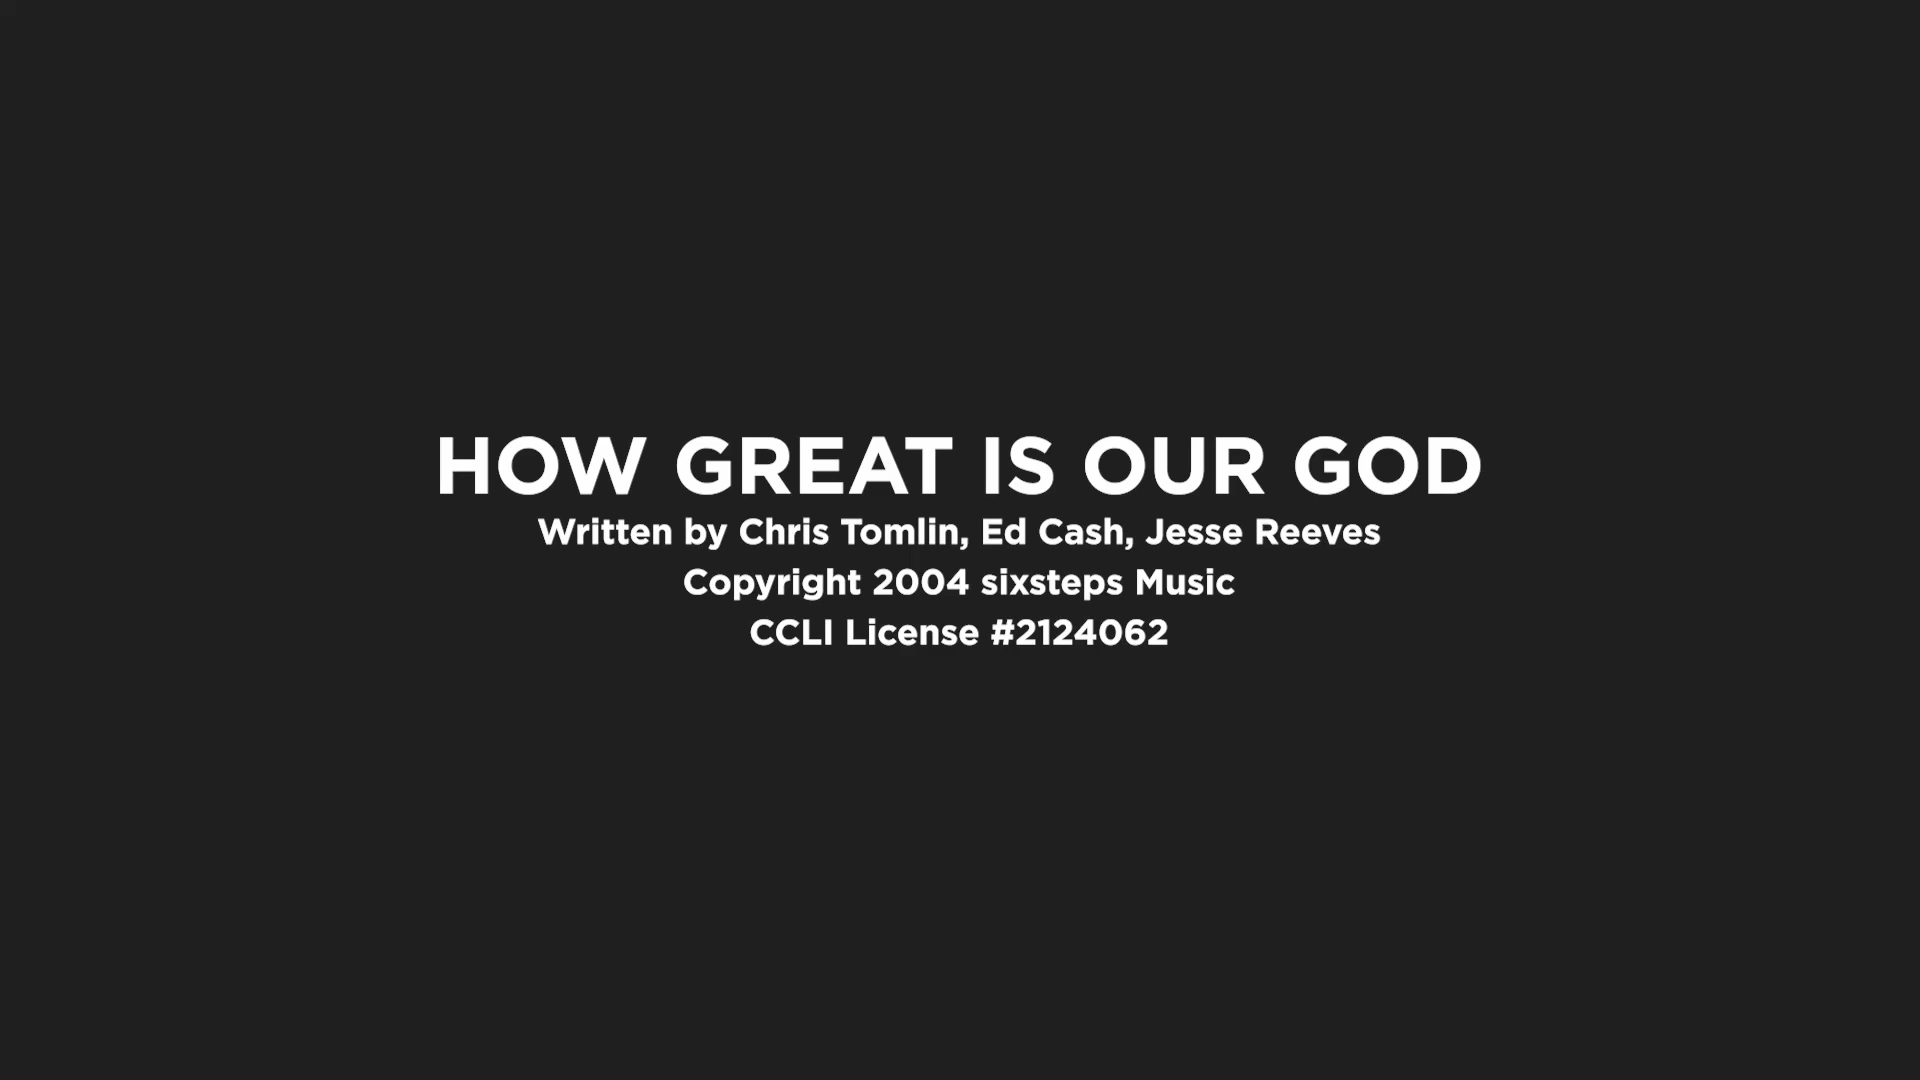 HOW GREAT IS OUR GOD
Written by Chris Tomlin, Ed Cash, Jesse Reeves
Copyright 2004 sixsteps Music
CCLI License #2124062